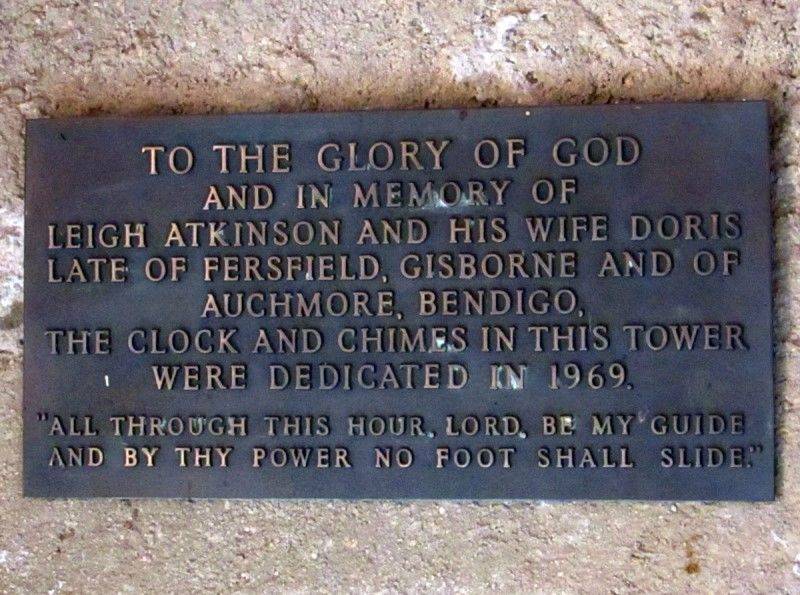 TO THE GLORY OF GOD
AND IN MEMORY OF
LEIGH ATKINSON AND HIS WIFE DORIS
LATE OF FERSFIELD, GISBORNE AND OF
AUCHMORE, BENDIGO,
THE CLOCK AND CHIMES IN THIS TOWER
WERE DEDICATED IN 1969.
"ALL THROUGH THIS HOUR, LORD, BE MY GUIDE
AND BY THY POWER NO FOOT SHALL SLIDE."